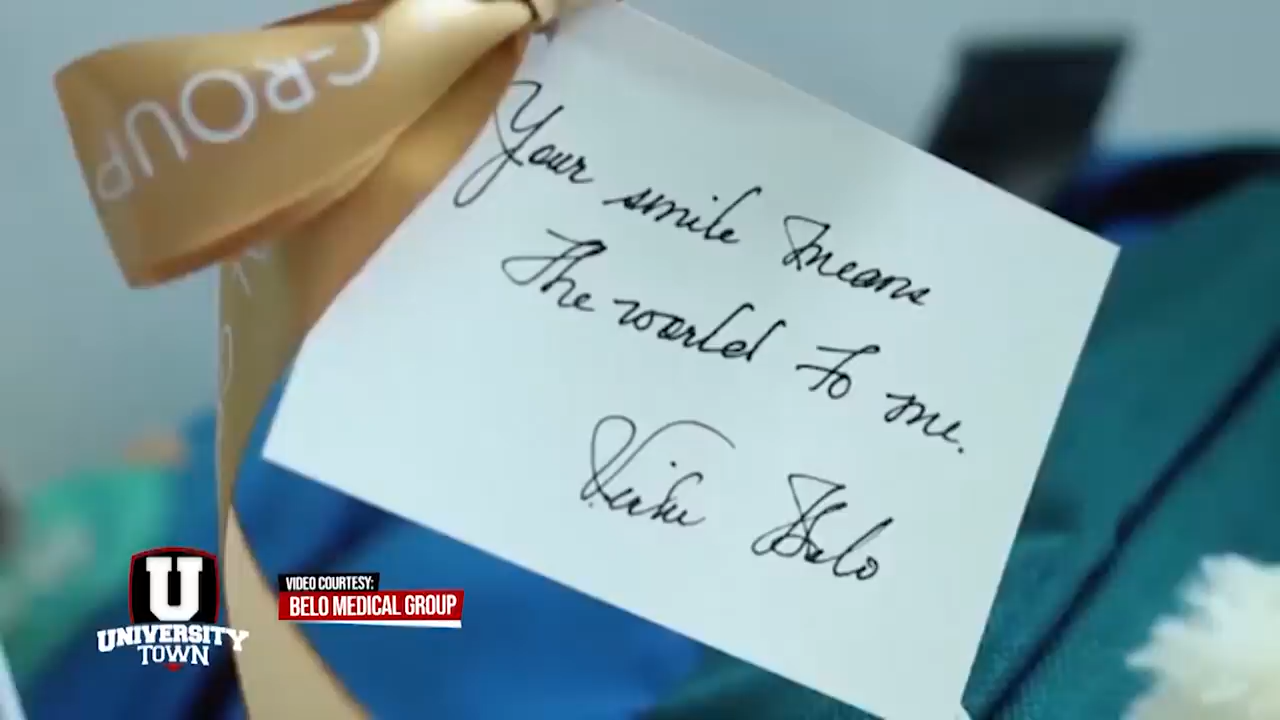 GROUP
Your smile means
The world to me.
Vicki Belo
U
UNIVERSITY
TOWN
VIDEO COURTESY:
BELO MEDICAL GROUP